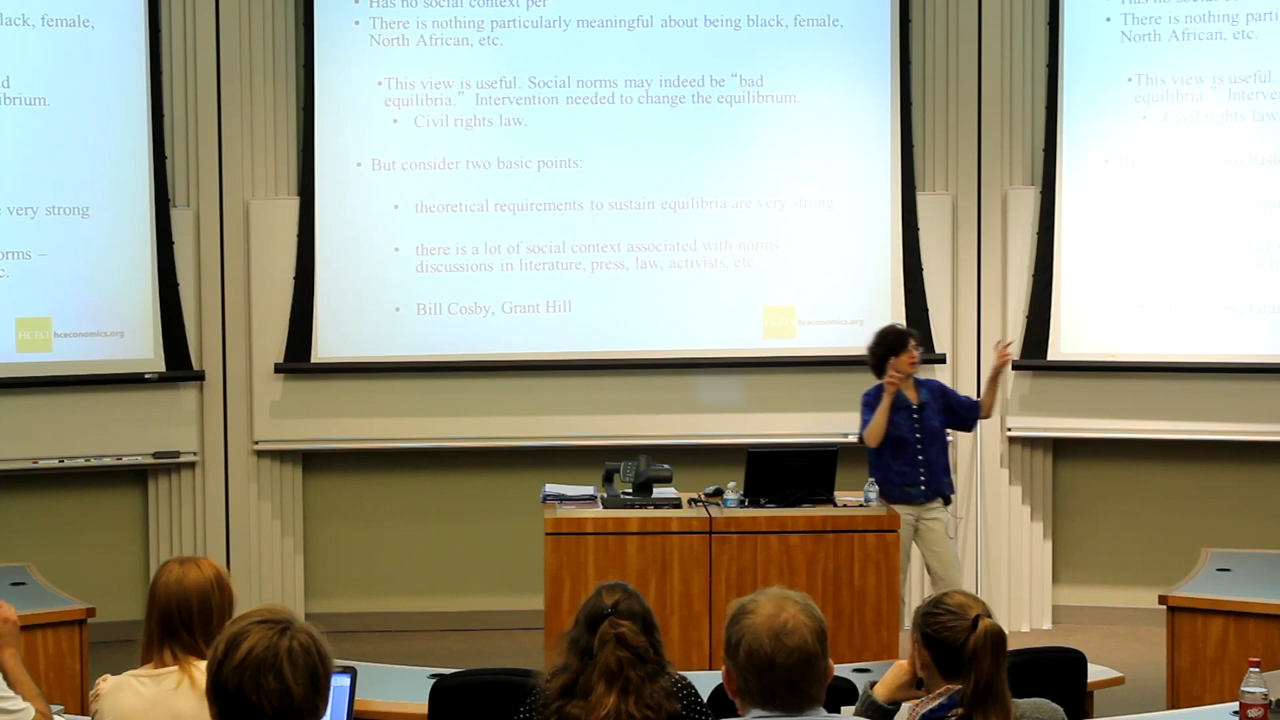 lack, female,
d
ibrium.
very strong
orms –
c.
HCEO hceconomics.org
• Has no social context per
• There is nothing particularly meaningful about being black, female,
North African, etc.
•This view is useful. Social norms may indeed be “bad
equilibria.” Intervention needed to change the equilibrium.
• Civil rights law.
• But consider two basic points:
• theoretical requirements to sustain equilibria are very strong
• there is a lot of social context associated with norms
discussions in literature, press, law, activists, etc.
• Bill Cosby, Grant Hill
HCEO hceconomics.org
• There is nothing parti
North African, etc.
•This view is useful.
equilibria.” Interve
• Civil rights law.